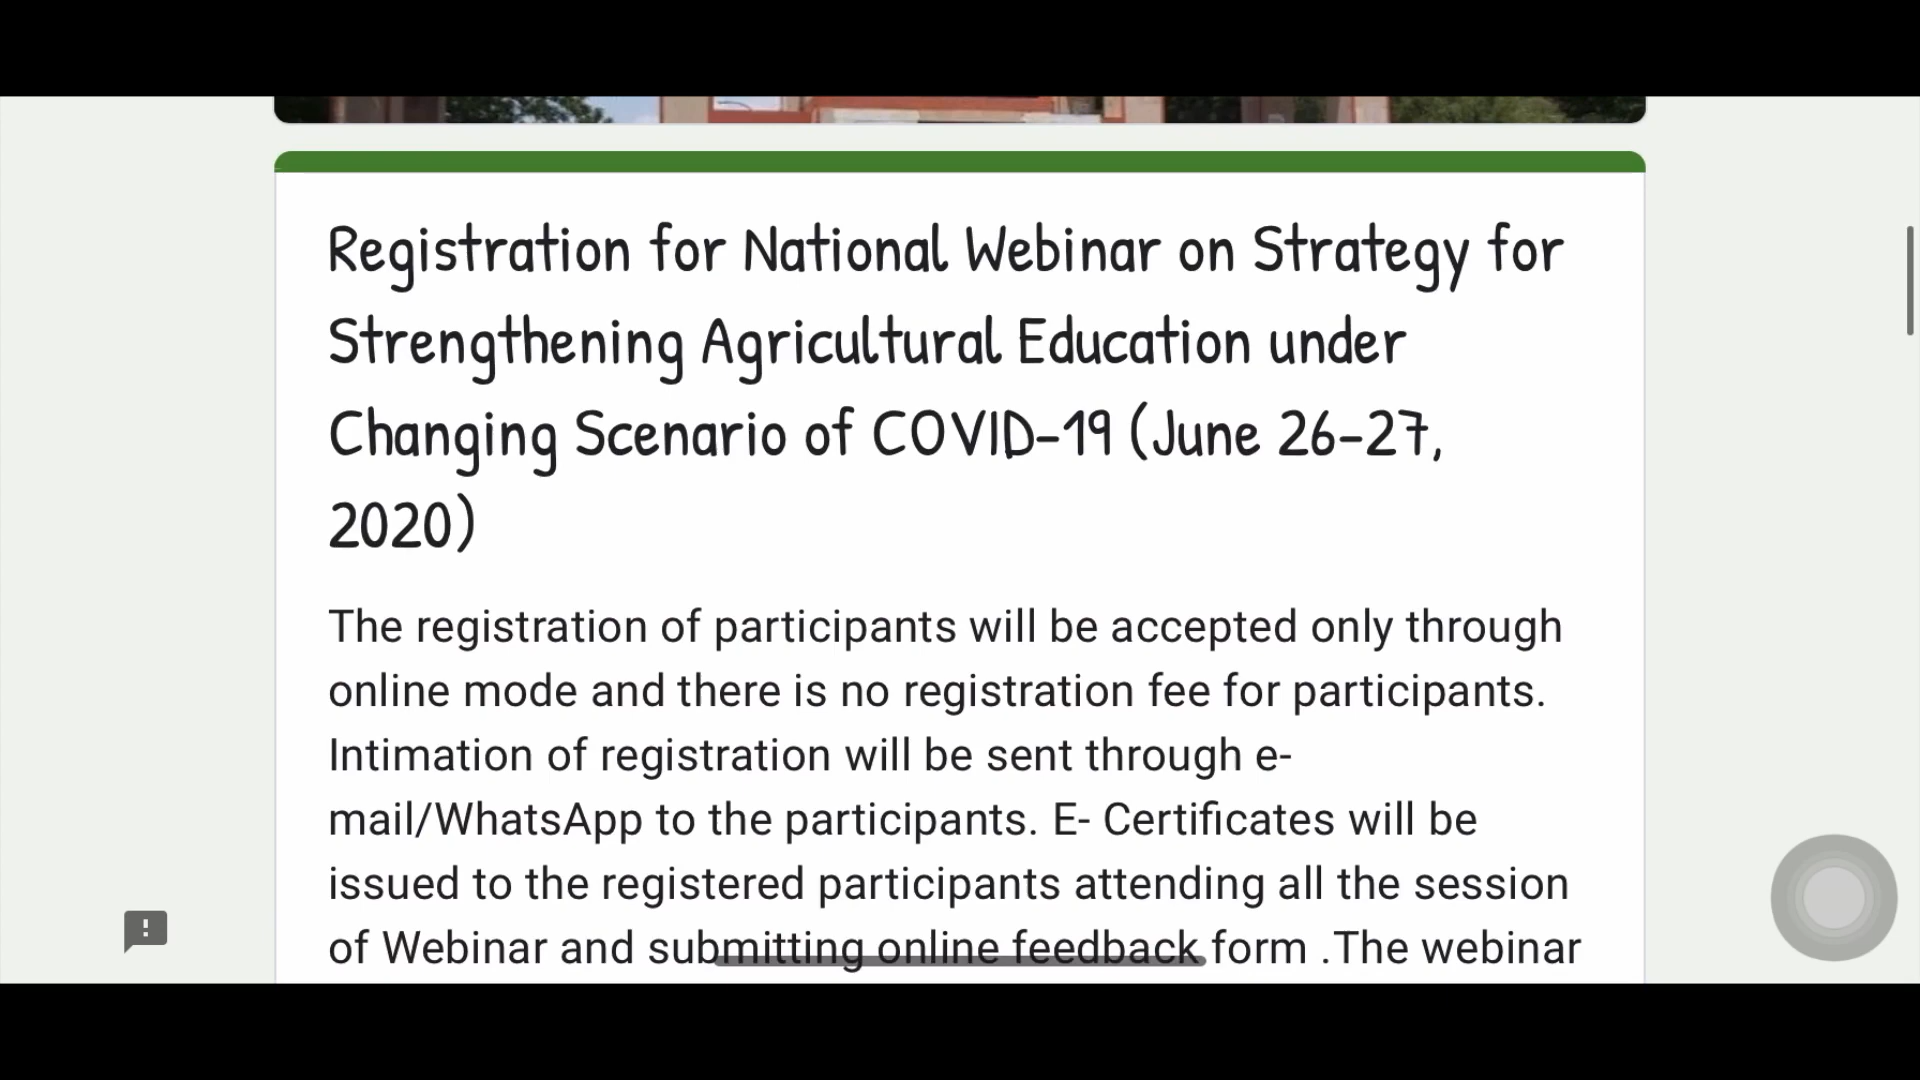 Registration for National Webinar on Strategy for
Strengthening Agricultural Education under
Changing Scenario of COVID-19 (June 26-27,
2020)
The registration of participants will be accepted only through
online mode and there is no registration fee for participants.
Intimation of registration will be sent through e-
mail/WhatsApp to the participants. E- Certificates will be
issued to the registered participants attending all the session
of Webinar and submitting online feedback form .The webinar